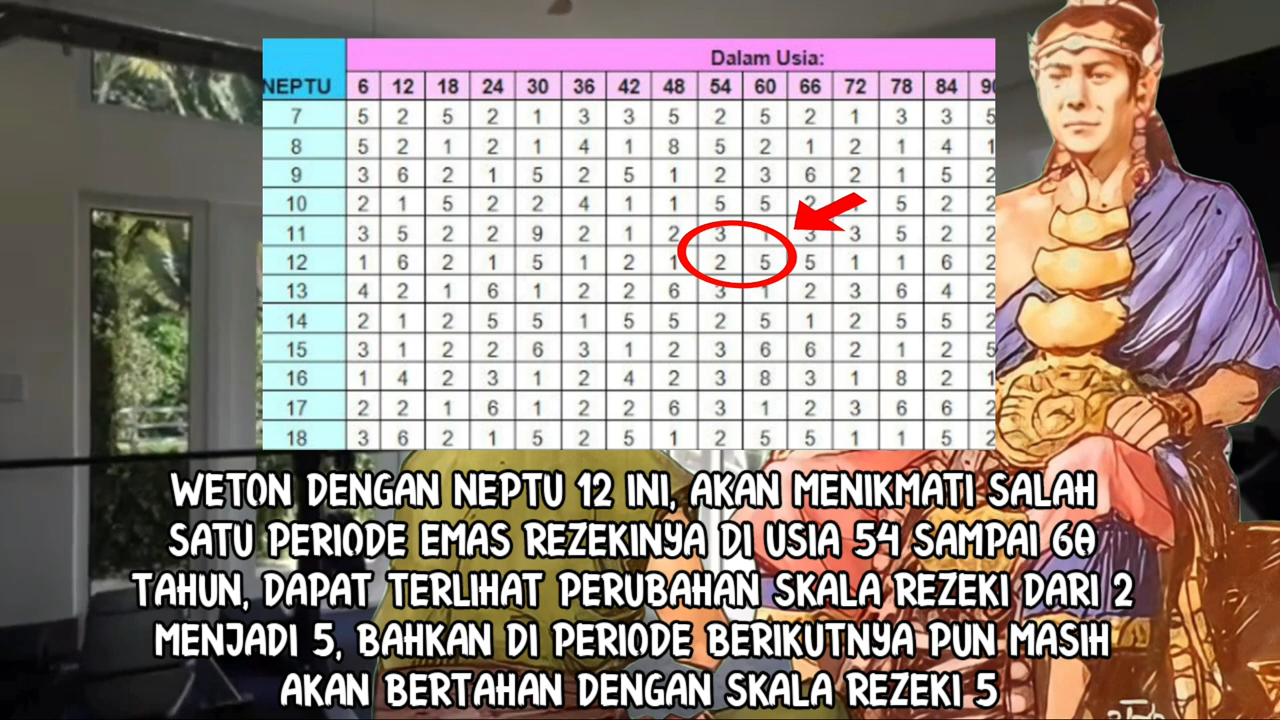 Dalam Usia:
NEPTU 6 12 18 24 30 36 42 48 54 60 66 72 78 84 90
7 5 2 5 2 1 3 3 5 2 5 2 1 3 3 5
8 5 2 1 2 1 4 1 8 5 2 1 2 1 4 1
9 3 6 2 1 5 2 5 1 2 3 6 2 1 5 2
10 2 1 5 2 2 4 1 1 5 5 2 1 5 2 2
11 3 5 2 2 9 2 1 2 3 1 3 3 5 2 2
12 1 6 2 1 5 1 2 1 2 5 5 1 1 6 2
13 4 2 1 6 1 2 2 6 3 1 2 3 6 4 2
14 2 1 2 5 5 1 5 5 2 5 1 2 5 5 2
15 3 1 2 2 6 3 1 2 3 6 6 2 1 2 5
16 1 4 2 3 1 2 4 2 3 8 3 1 8 2 1
17 2 2 1 6 1 2 2 6 3 1 2 3 6 6 2
18 3 6 2 1 5 2 5 1 2 5 5 1 1 5 2
WETON DENGAN NEPTU 12 INI, AKAN MENIKMATI SALAH
SATU PERIODE EMAS REZEKINYA DI USIA 54 SAMPAI 60
TAHUN, DAPAT TERLIHAT PERUBAHAN SKALA REZEKI DARI 2
MENJADI 5, BAHKAN DI PERIODE BERIKUTNYA PUN MASIH
AKAN BERTAHAN DENGAN SKALA REZEKI 5